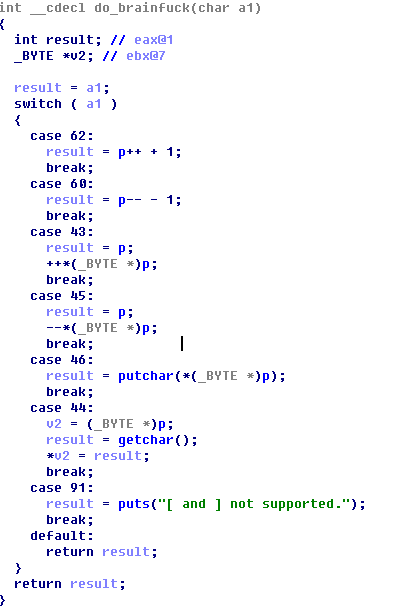 int __cdecl do_brainfuck(char a1)
{
  int result; // eax@1
  _BYTE *v2; // ebx@7

  result = a1;
  switch ( a1 )
  {
    case 62:
      result = p++ + 1;
      break;
    case 60:
      result = p-- - 1;
      break;
    case 43:
      result = p;
      ++*(_BYTE *)p;
      break;
    case 45:
      result = p;
      --*(_BYTE *)p;
      break;
    case 46:
      result = putchar(*(_BYTE *)p);
      break;
    case 44:
      v2 = (_BYTE *)p;
      result = getchar();
      *v2 = result;
      break;
    case 91:
      result = puts("[ and ] not supported.");
      break;
    default:
      return result;
  }
  return result;
}